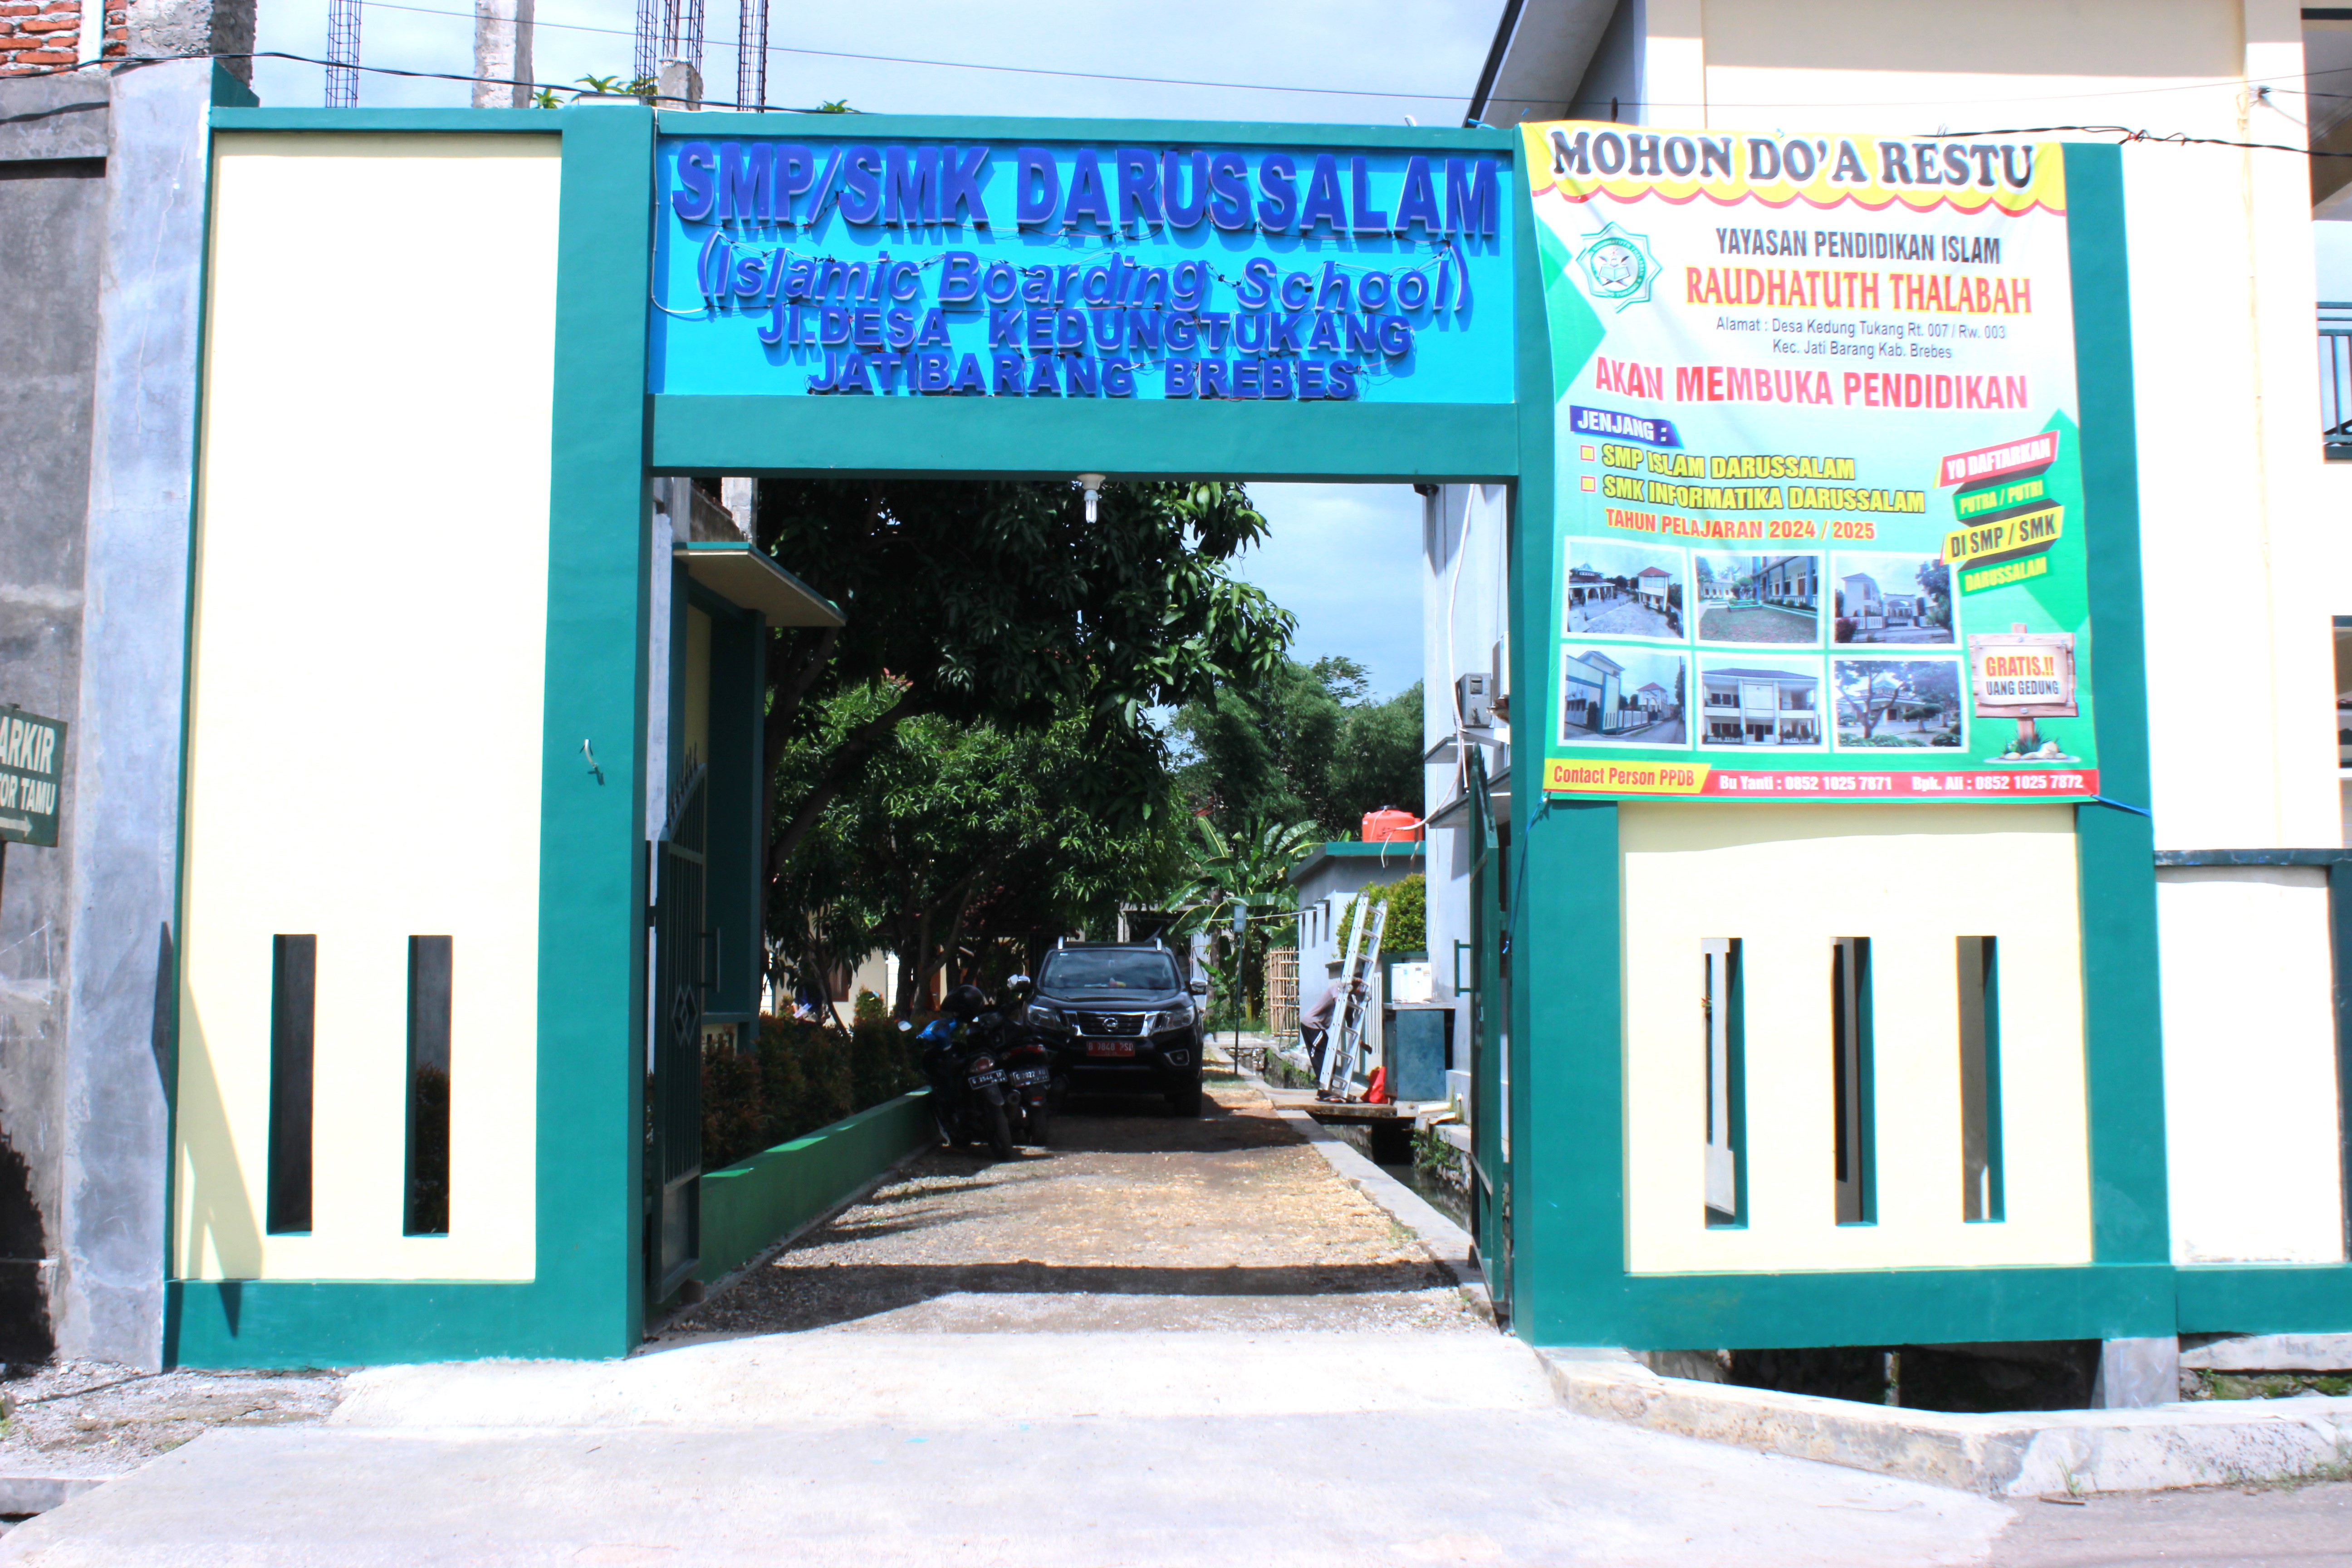 SMP/SMK DARUSSALAM
(Islamic Boarding School)
Jl.DESA KEDUNGTUKANG
JATIBARANG BREBES
MOHON DO'A RESTU
YAYASAN PENDIDIKAN ISLAM
RAUDHATUTH THALABAH
Alamat : Desa Kedung Tukang Rt. 007 / Rw. 003
Kec. Jati Barang Kab. Brebes
AKAN MEMBUKA PENDIDIKAN
JENJANG :
SMP ISLAM DARUSSALAM
SMK INFORMATIKA DARUSSALAM
TAHUN PELAJARAN 2024 / 2025
YO DAFTARKAN
PUTRA / PUTRI
DI SMP / SMK
DARUSSALAM
GRATIS.!!
UANG GEDUNG
Contact Person PPDB
Bu Yanti : 0852 1025 7871 Bpk. Ali : 0852 1025 7872
ARKIR
TOR TAMU